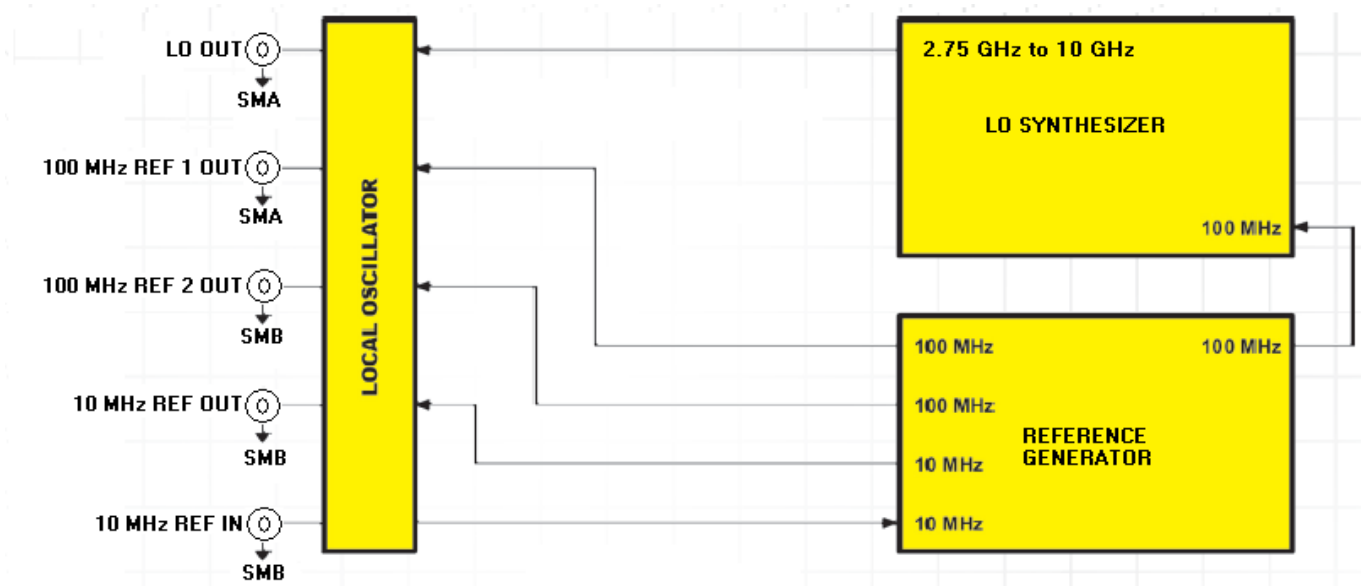 LO OUT
SMA
100 MHz REF 1 OUT
SMA
100 MHz REF 2 OUT
SMB
10 MHz REF OUT
SMB
10 MHz REF IN
SMB
LOCAL OSCILLATOR
2.75 GHz to 10 GHz
LO SYNTHESIZER
100 MHz
100 MHz
100 MHz
100 MHz
10 MHz
10 MHz
REFERENCE
GENERATOR